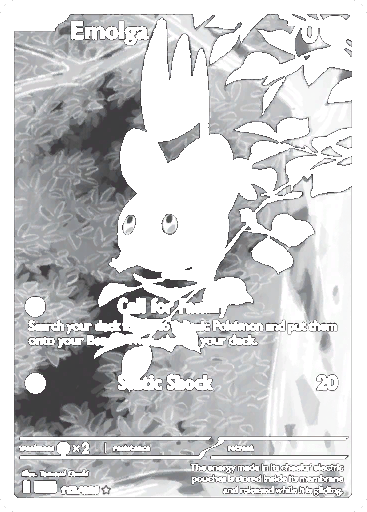 Emolga 70
Call for Family
Search your deck for up to 2 Basic Pokémon and put them
onto your Bench. Then, shuffle your deck.
Static Shock 20
×2
The energy made in its cheeks' electric
pouches is stored inside its membrane
and released while it is gliding.